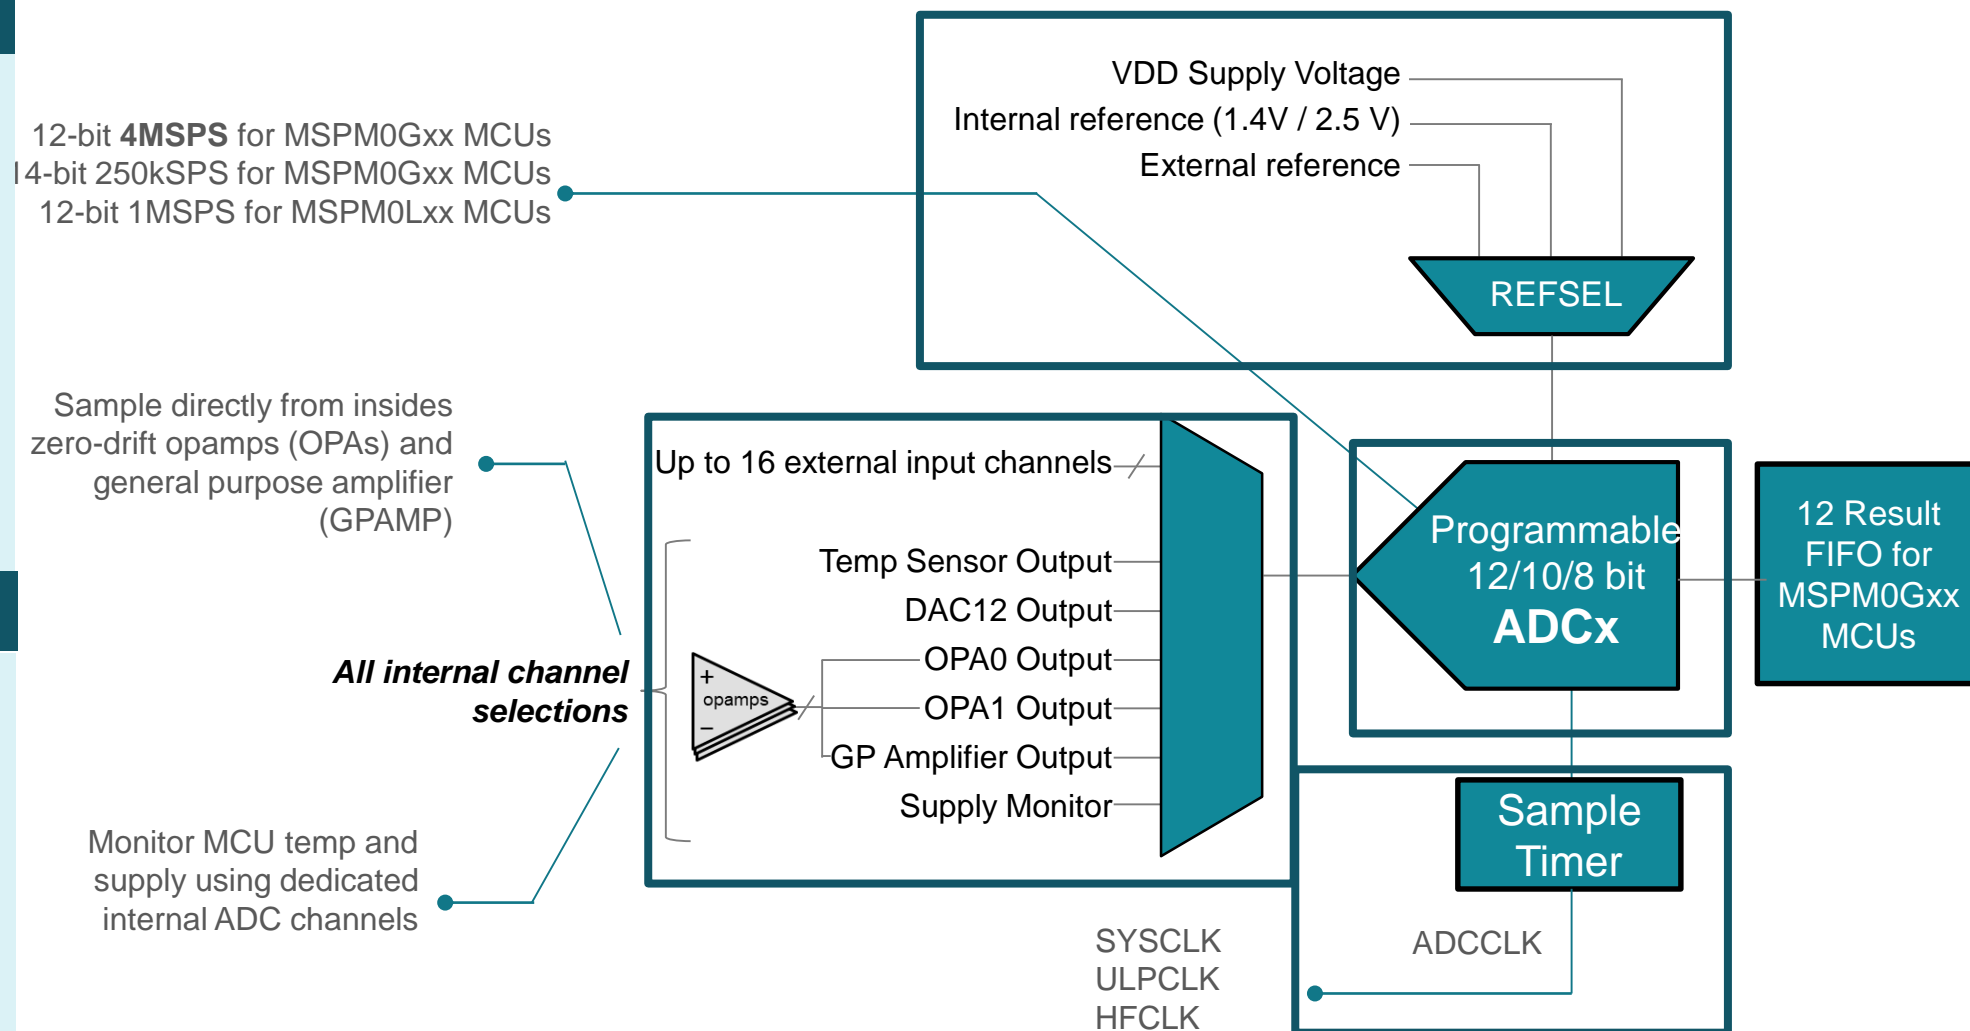 VDD Supply Voltage
Internal reference (1.4V / 2.5 V)
External reference
REFSEL
12-bit 4MSPS for MSPM0Gxx MCUs
14-bit 250kSPS for MSPM0Gxx MCUs
12-bit 1MSPS for MSPM0Lxx MCUs
Sample directly from insides
zero-drift opamps (OPAs) and
general purpose amplifier
(GPAMP)
All internal channel
selections
Monitor MCU temp and
supply using dedicated
internal ADC channels
Up to 16 external input channels
Temp Sensor Output
DAC12 Output
OPA0 Output
OPA1 Output
GP Amplifier Output
Supply Monitor
+
opamps
−
Programmable
12/10/8 bit
ADCx
12 Result
FIFO for
MSPM0Gxx
MCUs
Sample
Timer
ADCCLK
SYSCLK
ULPCLK
HFCLK